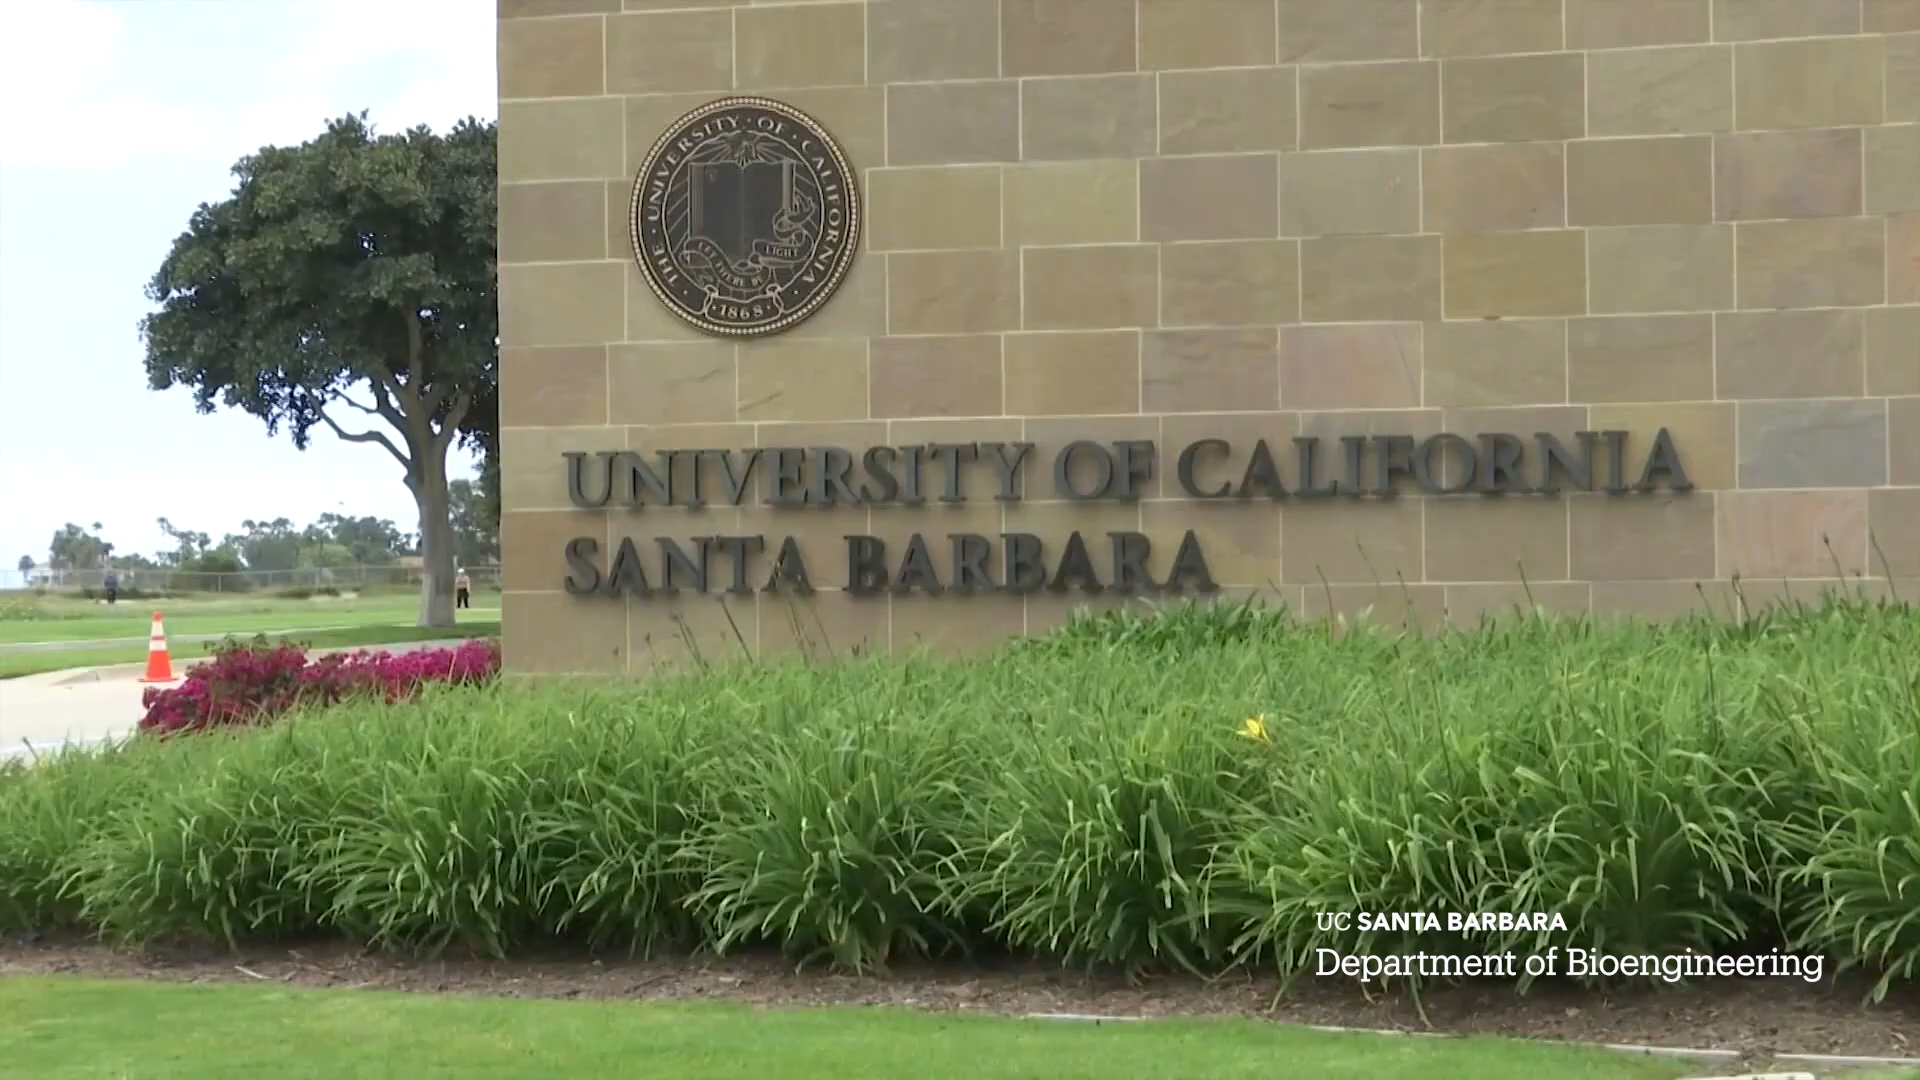 THE · UNIVERSITY · OF · CALIFORNIA
LET THERE BE LIGHT
· 1868 ·
UNIVERSITY OF CALIFORNIA
SANTA BARBARA
UC SANTA BARBARA
Department of Bioengineering